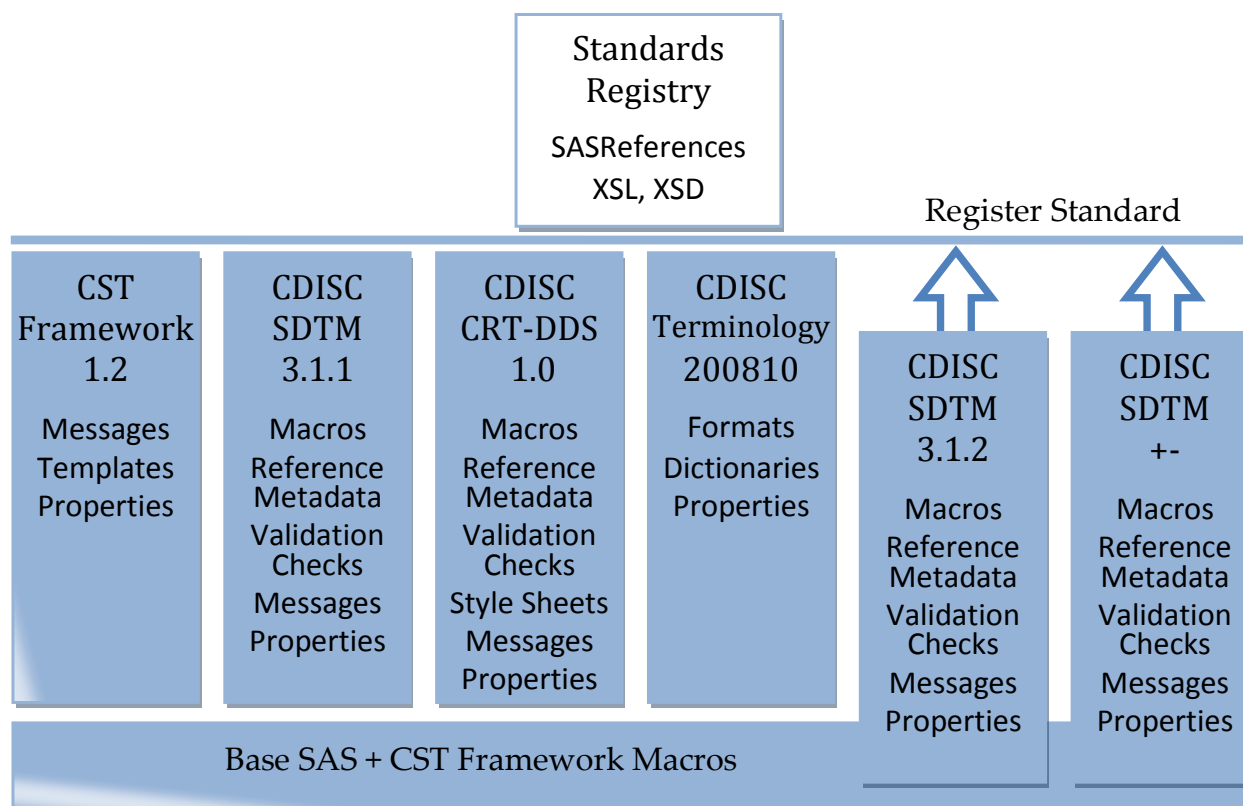 Standards
Registry
SASReferences
XSL, XSD
Register Standard
CST
Framework
1.2
Messages
Templates
Properties
CDISC
SDTM
3.1.1
Macros
Reference
Metadata
Validation
Checks
Messages
Properties
CDISC
CRT-DDS
1.0
Macros
Reference
Metadata
Validation
Checks
Style Sheets
Messages
Properties
CDISC
Terminology
200810
Formats
Dictionaries
Properties
CDISC
SDTM
3.1.2
Macros
Reference
Metadata
Validation
Checks
Messages
Properties
CDISC
SDTM
+-
Macros
Reference
Metadata
Validation
Checks
Messages
Properties
Base SAS + CST Framework Macros